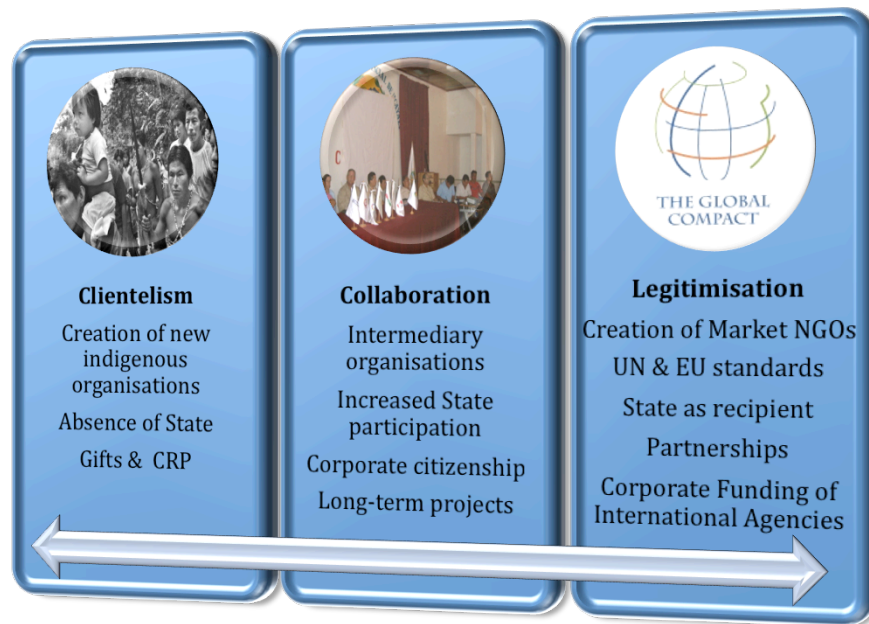 Clientelism
Creation of new
indigenous
organisations
Absence of State
Gifts & CRP
Collaboration
Intermediary
organisations
Increased State
participation
Corporate citizenship
Long-term projects
THE GLOBAL
COMPACT
Legitimisation
Creation of Market NGOs
UN & EU standards
State as recipient
Partnerships
Corporate Funding of
International Agencies